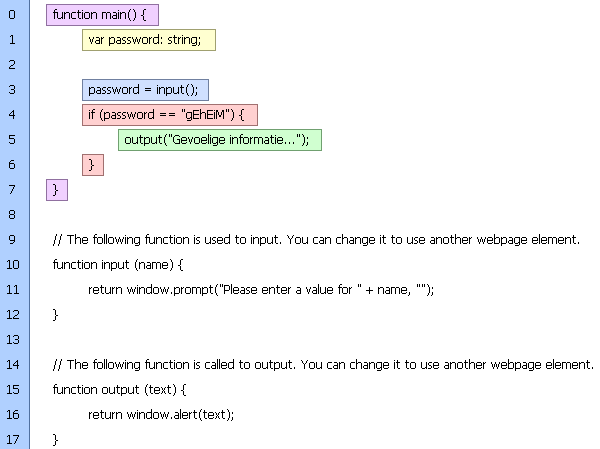 0 function main() {
1 var password: string;
2
3 password = input();
4 if (password == "gEhEiM") {
5 output("Gevoelige informatie...");
6 }
7 }
8
9 // The following function is used to input. You can change it to use another webpage element.
10 function input (name) {
11 return window.prompt("Please enter a value for " + name, "");
12 }
13
14 // The following function is called to output. You can change it to use another webpage element.
15 function output (text) {
16 return window.alert(text);
17 }